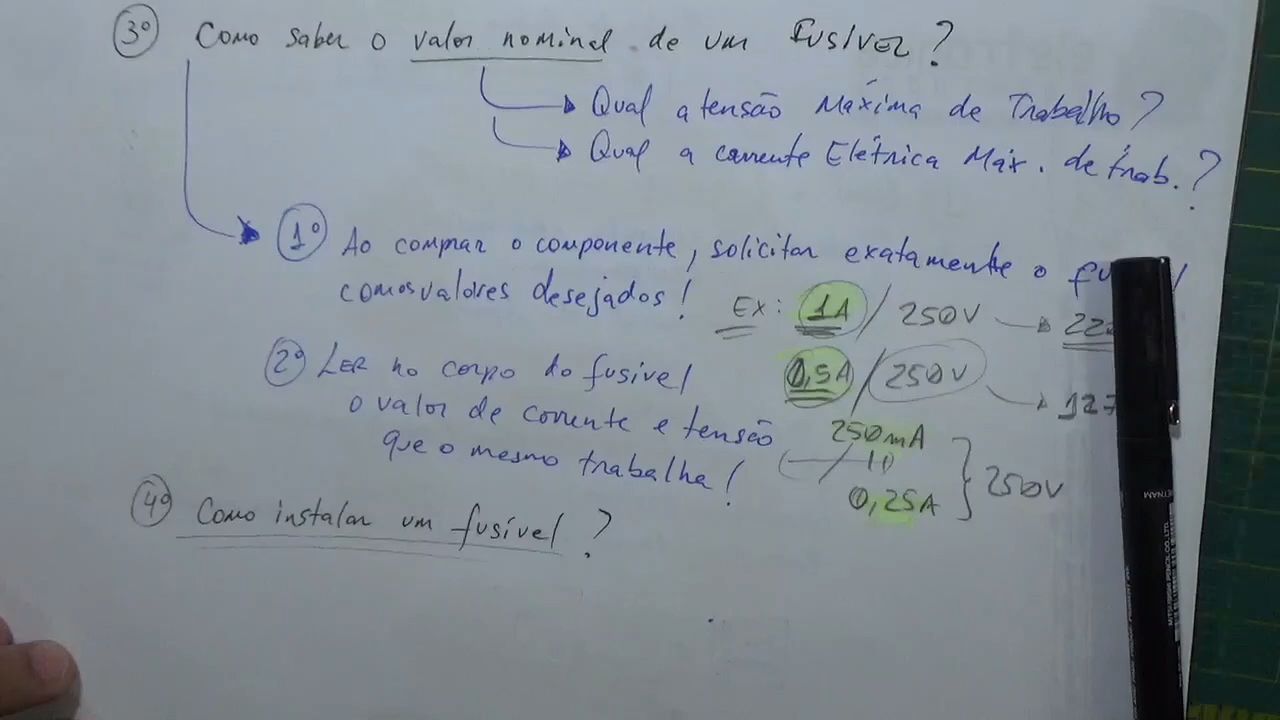 3º Como saber o valor nominal de um Fusível?
Qual a tensão Máxima de Trabalho?
Qual a corrente Elétrica Máx. de trab.?
1º Ao comprar o componente, solicitar exatamente o
com os valores desejados!
Ex: 1A / 250V
2º Ler no corpo do fusível
0,5A / 250V
127
o valor de corrente e tensão
250mA
que o mesmo trabalha!
0,25A
250V
4º Como instalar um fusível?